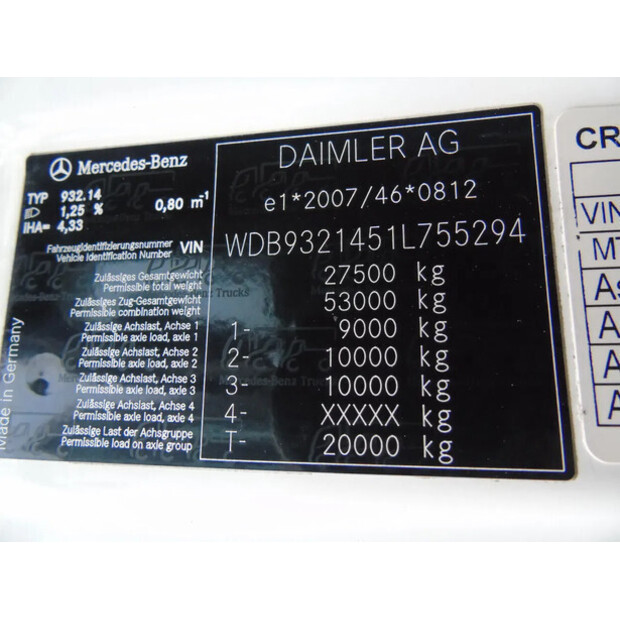 Mercedes-Benz
TYP 932.14
1,25 % 0,80 m⁻¹
IHA= 4,33
Fahrzeugidentifizierungsnummer VIN
Vehicle Identification Number
DAIMLER AG
e1*2007/46*0812
WDB9321451L755294
Zulässiges Gesamtgewicht
Permissible total weight
27500 kg
Zulässiges Zug-Gesamtgewicht
Permissible combination weight
53000 kg
Zulässige Achslast, Achse 1
Permissible axle load, axle 1
1- 9000 kg
Zulässige Achslast, Achse 2
Permissible axle load, axle 2
2- 10000 kg
Zulässige Achslast, Achse 3
Permissible axle load, axle 3
3- 10000 kg
Zulässige Achslast, Achse 4
Permissible axle load, axle 4
4- XXXXX kg
Zulässige Last der Achsgruppe
Permissible load on axle group
T- 20000 kg
Made in Germany
CR
VIN
MT
As
A
A
A